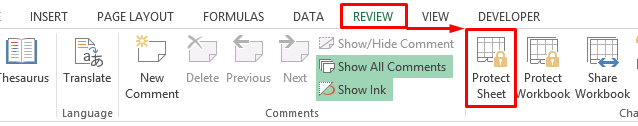 INSERT PAGE LAYOUT FORMULAS DATA REVIEW VIEW DEVELOPER
Thesaurus
Translate
New
Comment
Delete
Previous
Next
Show/Hide Comment
Show All Comments
Show Ink
Protect
Sheet
Protect
Workbook
Share
Workbook
Language
Comments
Cha